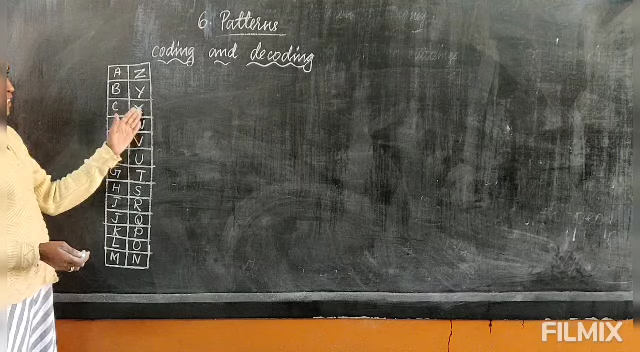 6. Patterns
coding and decoding
A Z
B Y
C
V
U
G T
H S
I R
J Q
K P
L O
M N
FILMIX